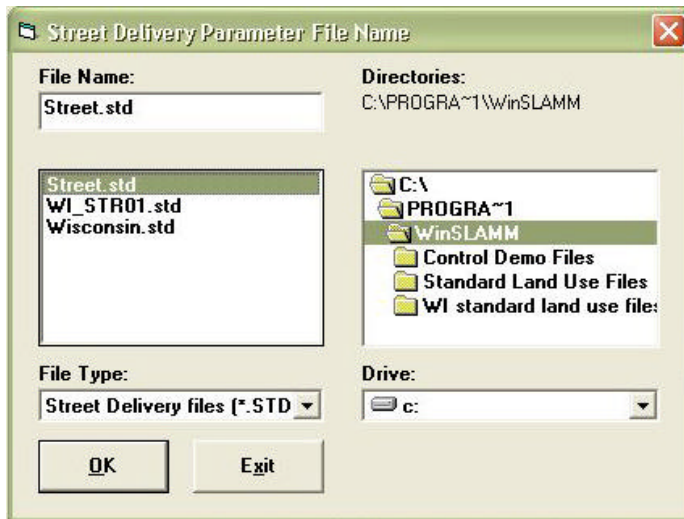 Street Delivery Parameter File Name
File Name:
Street.std
Directories:
C:\PROGRA~1\WinSLAMM
Street.std
WI_STR01.std
Wisconsin.std
C:\
PROGRA~1
WinSLAMM
Control Demo Files
Standard Land Use Files
WI standard land use files
File Type:
Street Delivery files (*.STD
Drive:
c:
OK
Exit